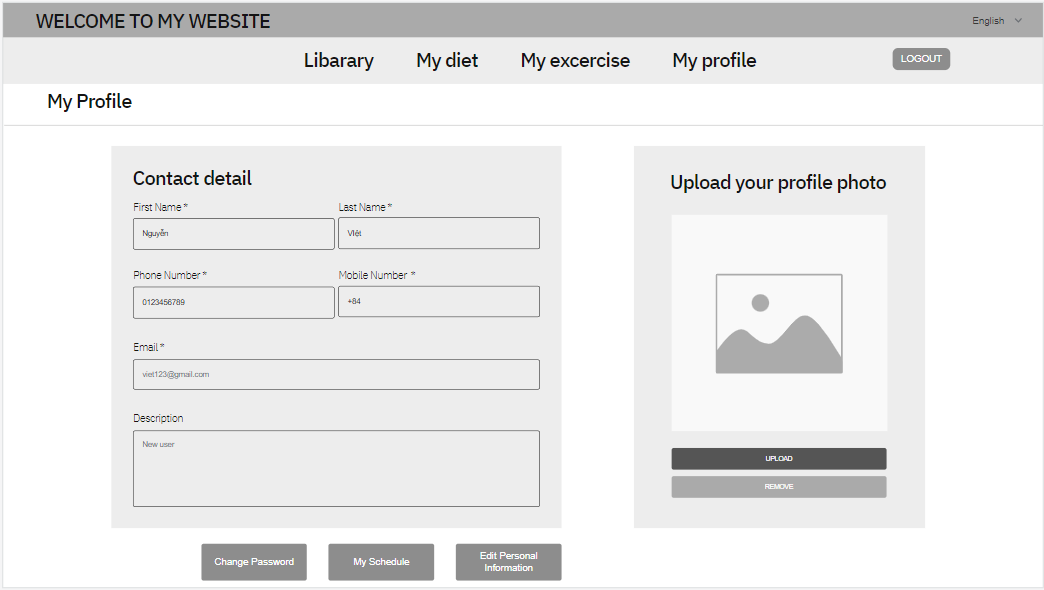 WELCOME TO MY WEBSITE
English
Libarary
My diet
My excercise
My profile
LOGOUT
My Profile
Contact detail
First Name *
Last Name *
Nguyễn
Việt
Phone Number *
Mobile Number *
0123456789
+84
Email *
viet123@gmail.com
Description
New user
Upload your profile photo
UPLOAD
REMOVE
Change Password
My Schedule
Edit Personal
Information